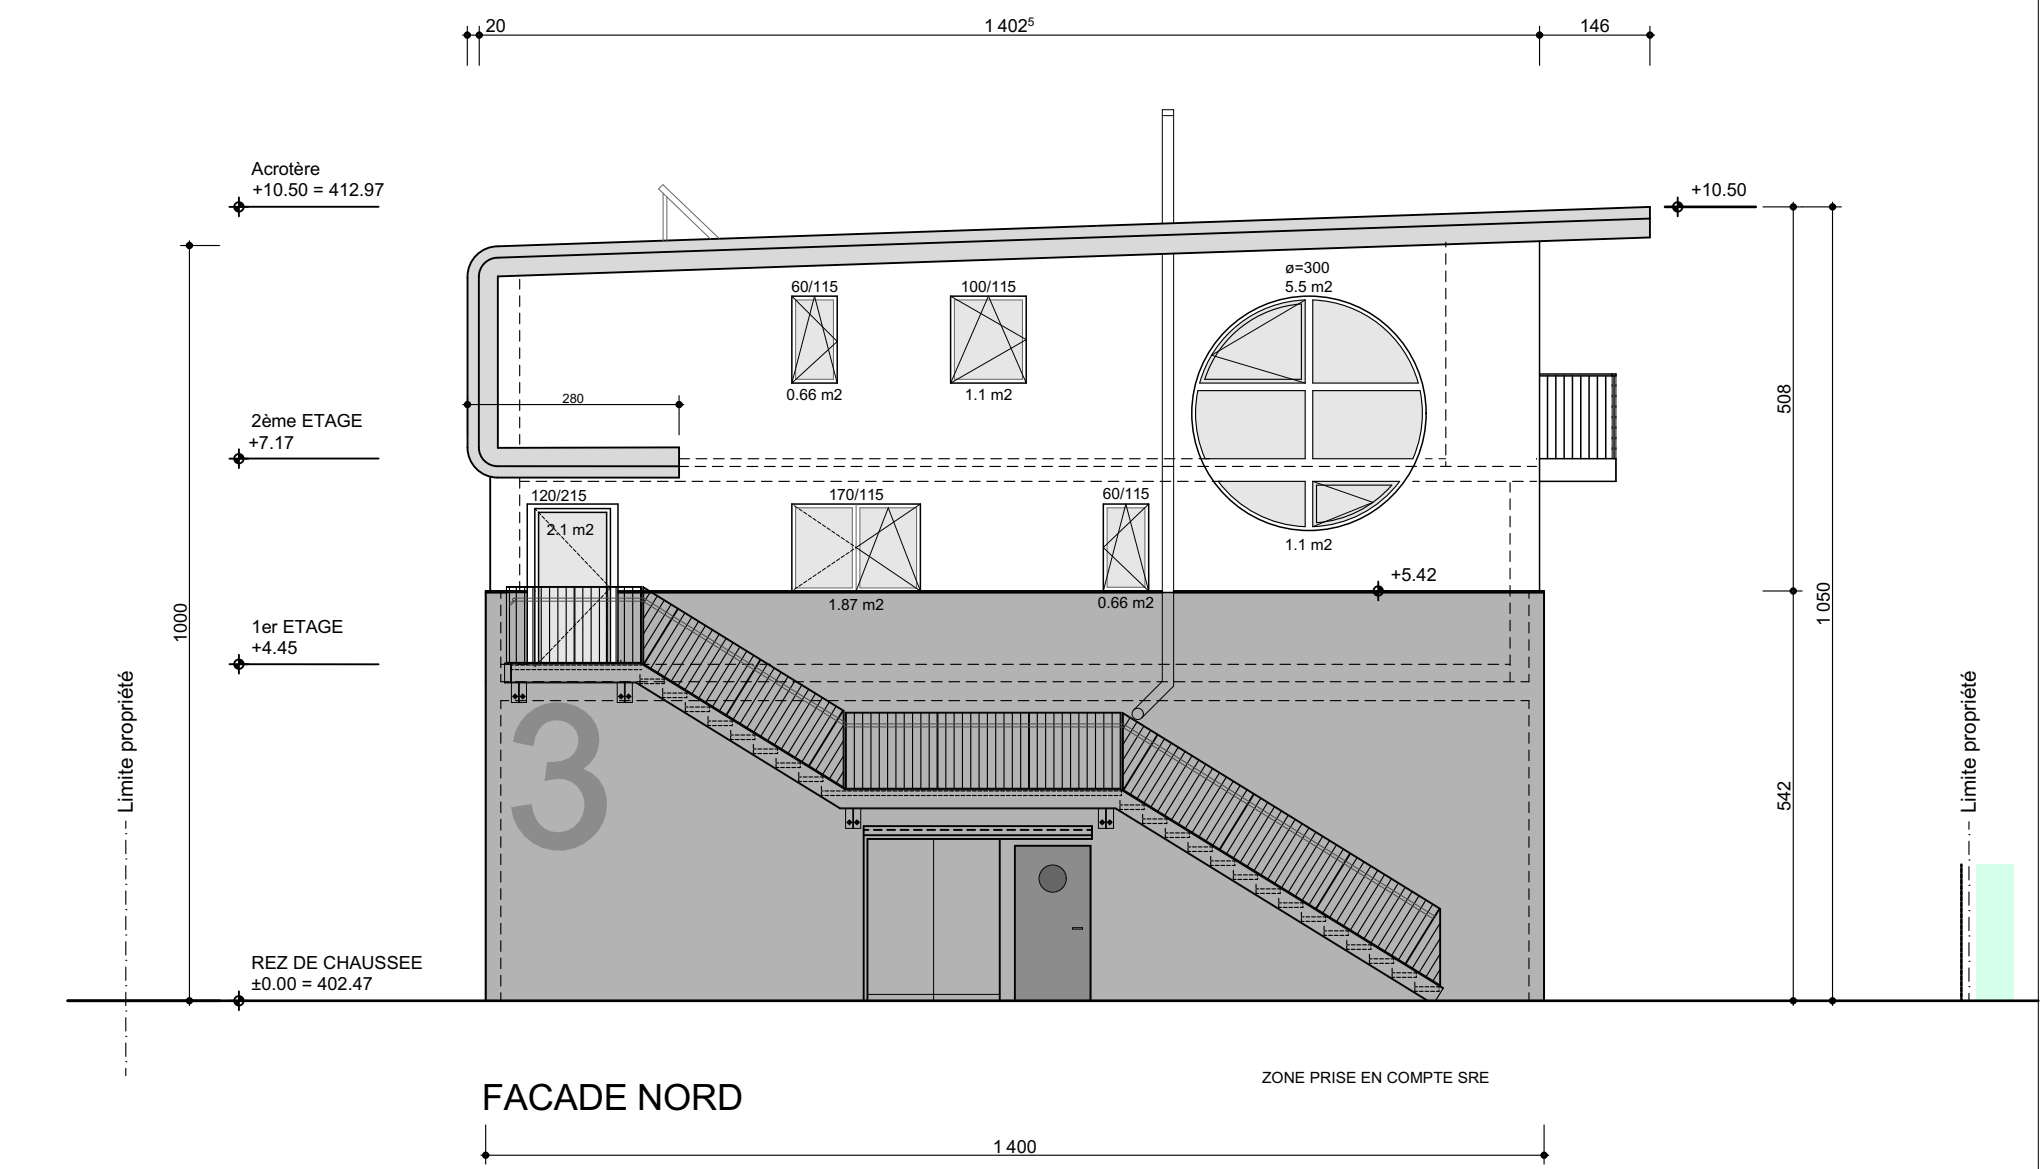 20
1 402⁵
146
Acrotère
+10.50 = 412.97
+10.50
ø=300
5.5 m2
60/115
100/115
0.66 m2
1.1 m2
280
508
2ème ETAGE
+7.17
120/215
170/115
60/115
2.1 m2
1.1 m2
+5.42
1.87 m2
0.66 m2
1000
1 050
1er ETAGE
+4.45
Limite propriété
Limite propriété
3
542
REZ DE CHAUSSEE
±0.00 = 402.47
ZONE PRISE EN COMPTE SRE
FACADE NORD
1 400